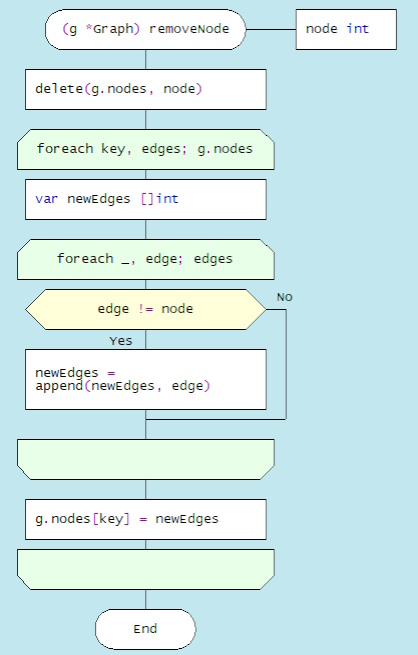 (g *Graph) removeNode
node int
delete(g.nodes, node)
foreach key, edges; g.nodes
var newEdges []int
foreach _, edge; edges
edge != node
No
Yes
newEdges =
append(newEdges, edge)
g.nodes[key] = newEdges
End